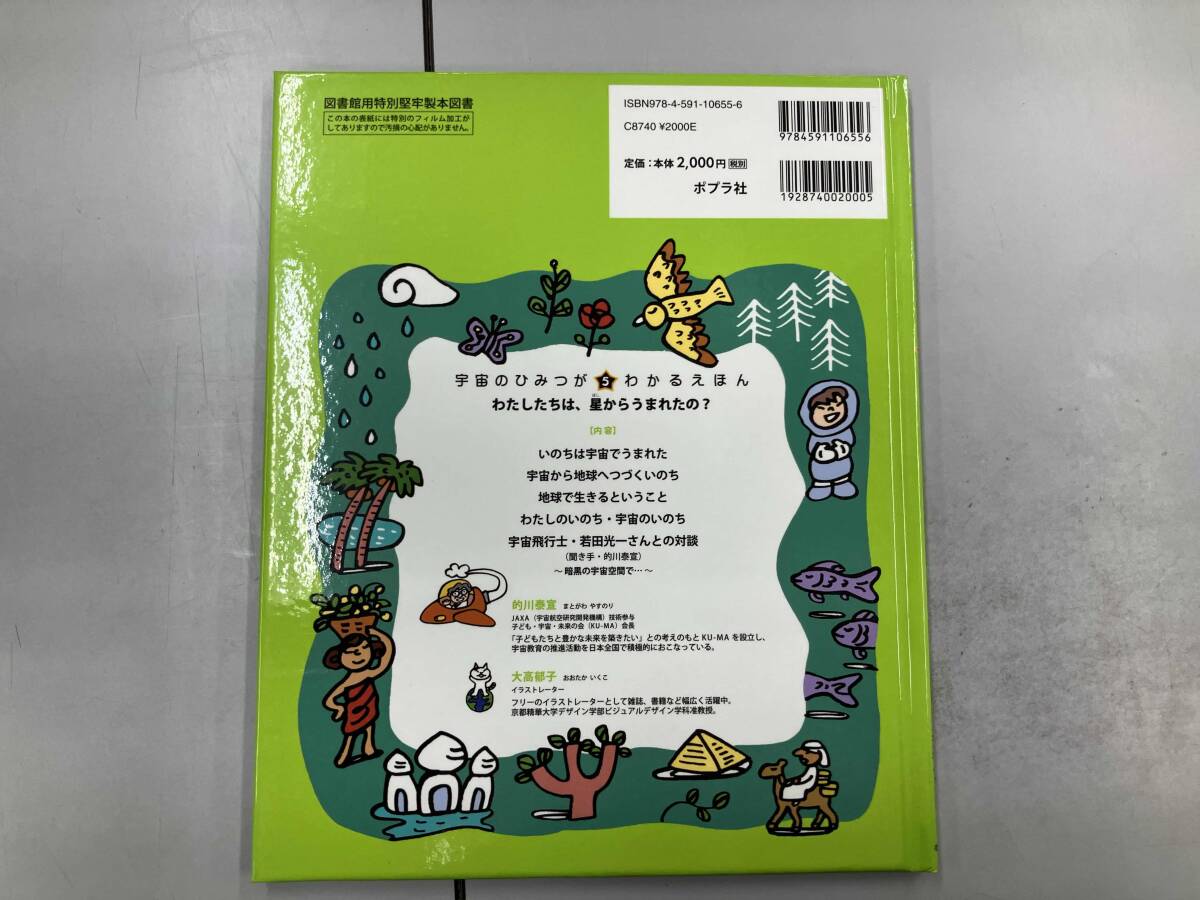 図書館用特別堅牢製本図書
この本の表紙には特別のフィルム加工が
してありますので汚損の心配がありません。
ISBN978-4-591-10655-6
C8740 ¥2000E
定価：本体2,000円 税別
ポプラ社
9784591106556
1928740020005
宇宙のひみつが 5 わかるえほん
わたしたちは、星からうまれたの？
ほし
［内容］
いのちは宇宙でうまれた
宇宙から地球へつづくいのち
地球で生きるということ
わたしのいのち・宇宙のいのち
宇宙飛行士・若田光一さんとの対談
（聞き手・的川泰宣）
～暗黒の宇宙空間で…～
的川泰宣 まとがわ やすのり
JAXA（宇宙航空研究開発機構）技術参与
子ども・宇宙・未来の会（KU-MA）会長
「子どもたちと豊かな未来を築きたい」との考えのもと KU-MA を設立し、
宇宙教育の推進活動を日本全国で積極的におこなっている。
大高郁子 おおたか いくこ
イラストレーター
フリーのイラストレーターとして雑誌、書籍など幅広く活躍中。
京都精華大学デザイン学部ビジュアルデザイン学科准教授。